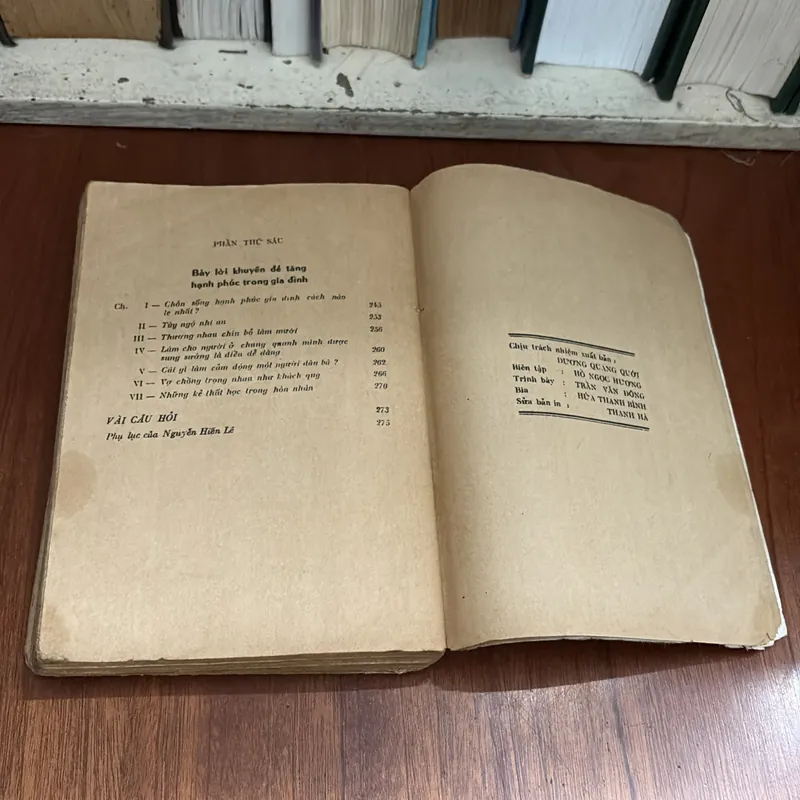 PHẦN THỨ SÁU
Bảy lời khuyên để tăng
hạnh phúc trong gia đình
Ch. I — Chôn sống hạnh phúc gia đình cách nào 245
lẹ nhất?
II — Tùy ngộ nhi an 253
III — Thương nhau chín bỏ làm mười 256
IV — Làm cho người ở chung quanh mình được
sung sướng là điều dễ dàng 260
V — Cái gì làm cảm động một người đàn bà? 262
VI — Vợ chồng trọng nhau như khách quý 266
VII — Những kẻ thất học trong hôn nhân 270
VÀI CÂU HỎI 273
Phụ lục của Nguyễn Hiến Lê 275
Chịu trách nhiệm xuất bản:
DƯƠNG QUANG QƯỚI
Biên tập : HỒ NGỌC HƯƠNG
Trình bày : TRẦN VĂN ĐÔNG
Bìa : HỨA THANH BÌNH
Sửa bản in : THANH HÀ